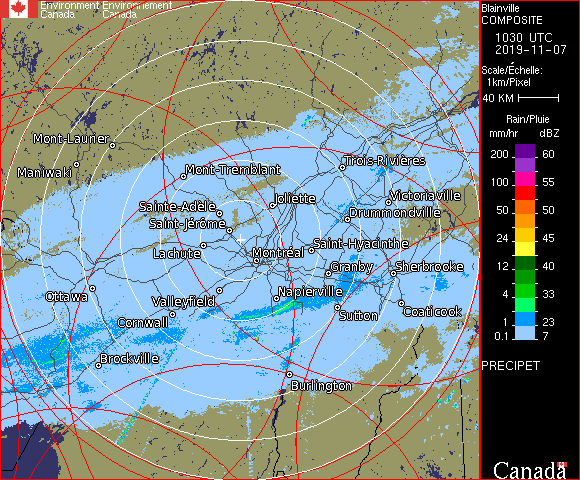 Environment Environnement
Canada Canada
Blainville
COMPOSITE
1030 UTC
2019-11-07
Scale/Échelle:
1km/Pixel
40 KM
Rain/Pluie
mm/hr dBZ
200 60
100 55
50 50
24 45
12 40
4 33
1 23
0.1 7
PRECIPET
Canada
Mont-Laurier
Maniwaki
Mont-Tremblant
Trois-Rivières
Sainte-Adèle
Joliette
Victoriaville
Drummondville
Saint-Jérôme
Saint-Hyacinthe
Lachute
Montréal
Granby
Sherbrooke
Ottawa
Valleyfield
Napierville
Cornwall
Sutton
Coaticook
Brockville
Burlington